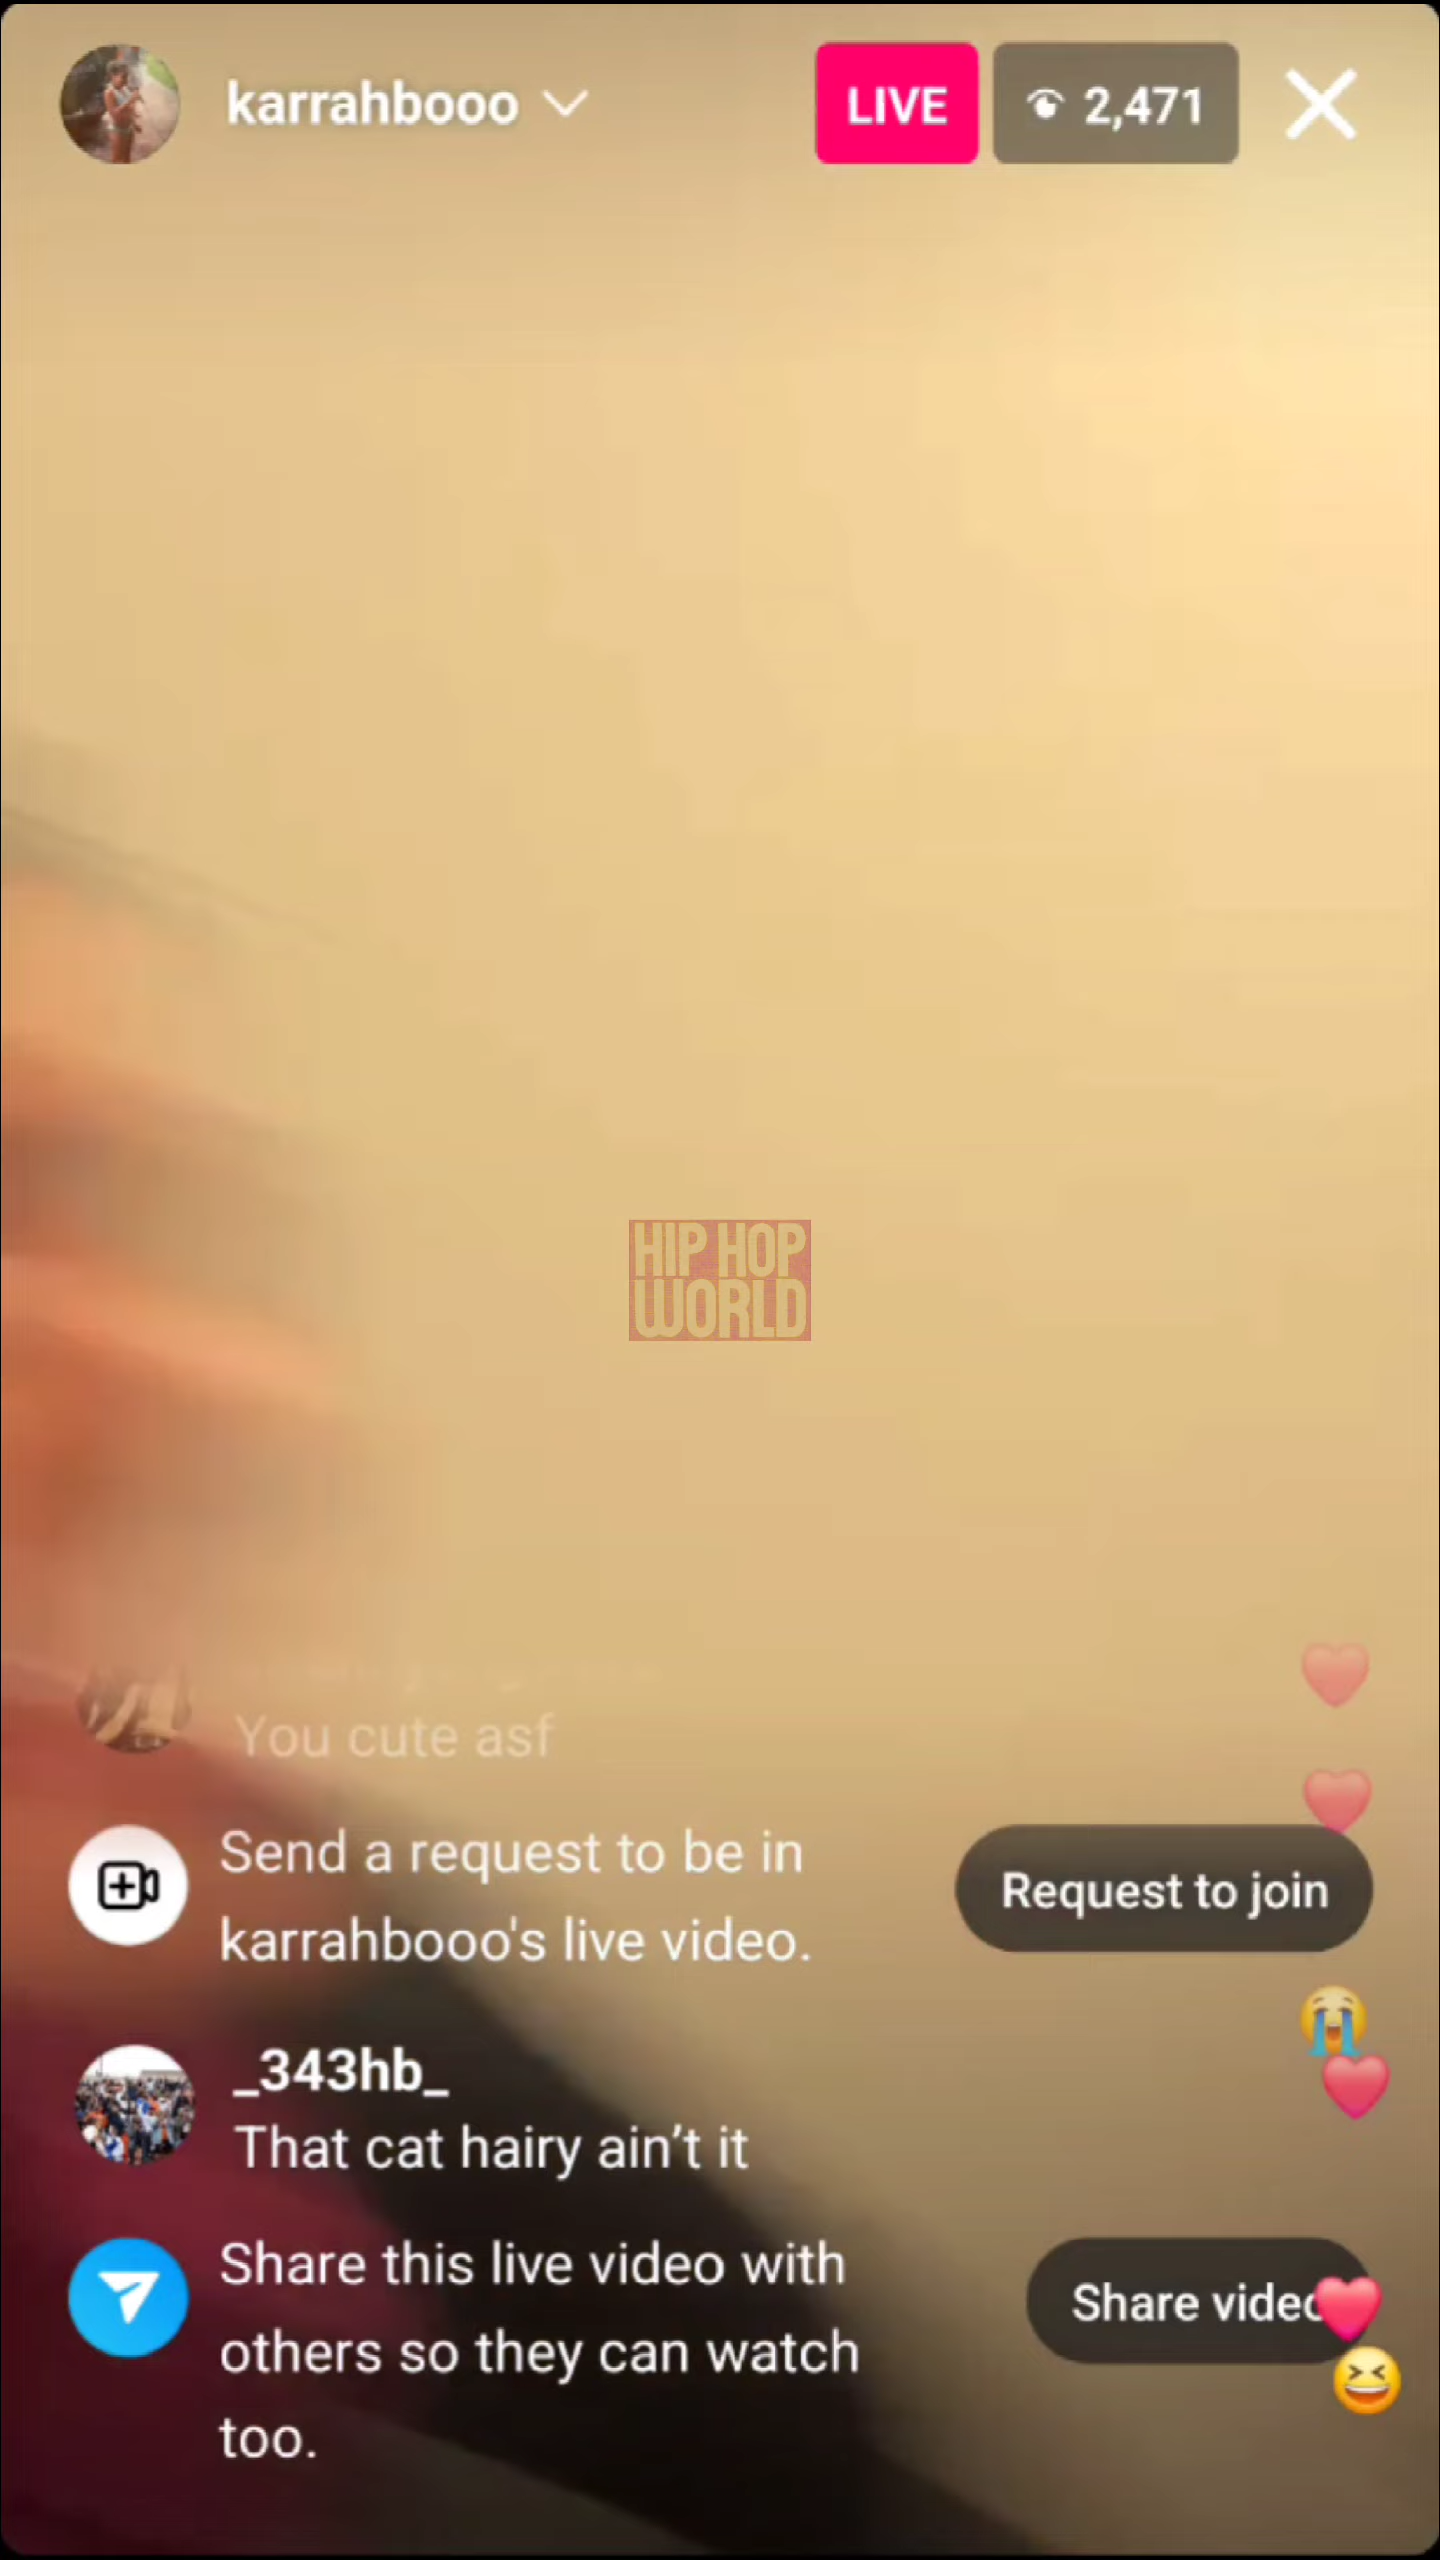 karrahbooo
LIVE
2,471
HIP HOP
WORLD
You cute asf
Send a request to be in
karrahbooo's live video.
Request to join
_343hb_
That cat hairy ain’t it
Share this live video with
others so they can watch
too.
Share video